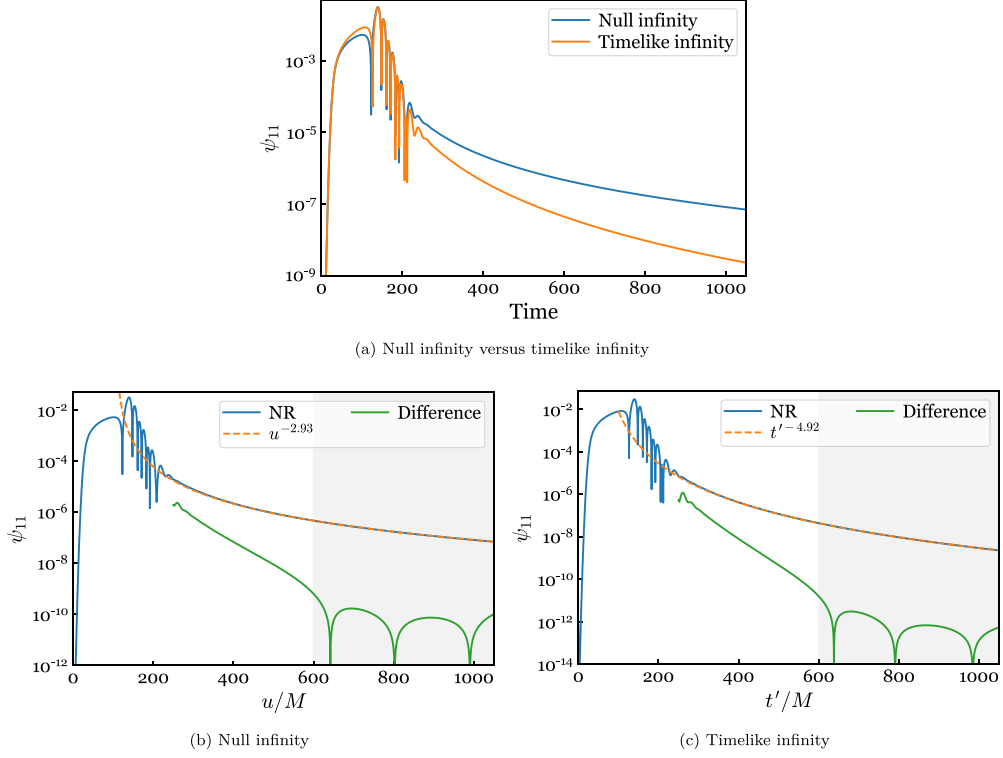 Null infinity
Timelike infinity
10⁻³
10⁻⁵
10⁻⁷
10⁻⁹
ψ₁₁
0 200 400 600 800 1000
Time
(a) Null infinity versus timelike infinity
NR Difference
u⁻²·⁹³
10⁻²
10⁻⁴
10⁻⁶
10⁻⁸
10⁻¹⁰
10⁻¹²
ψ₁₁
0 200 400 600 800 1000
u/M
(b) Null infinity
NR Difference
t′⁻⁴·⁹²
10⁻²
10⁻⁴
10⁻⁶
10⁻⁸
10⁻¹⁰
10⁻¹²
10⁻¹⁴
ψ₁₁
0 200 400 600 800 1000
t′/M
(c) Timelike infinity